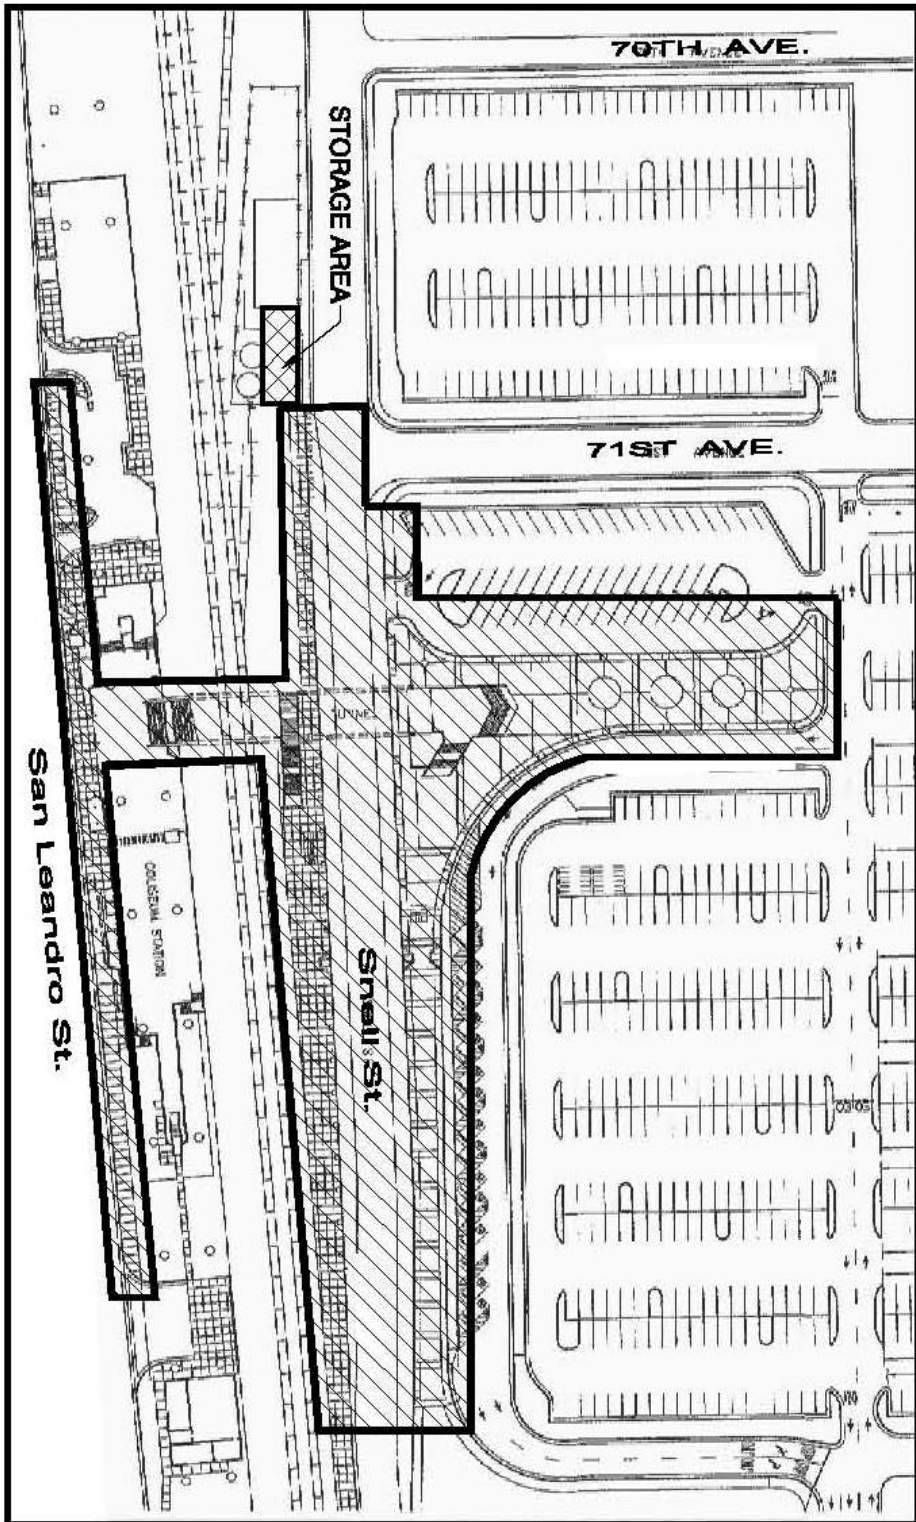 70TH AVE.
STORAGE AREA
71ST AVE.
TUNNEL
San Leandro St.
COLISEUM STATION
Snell St.